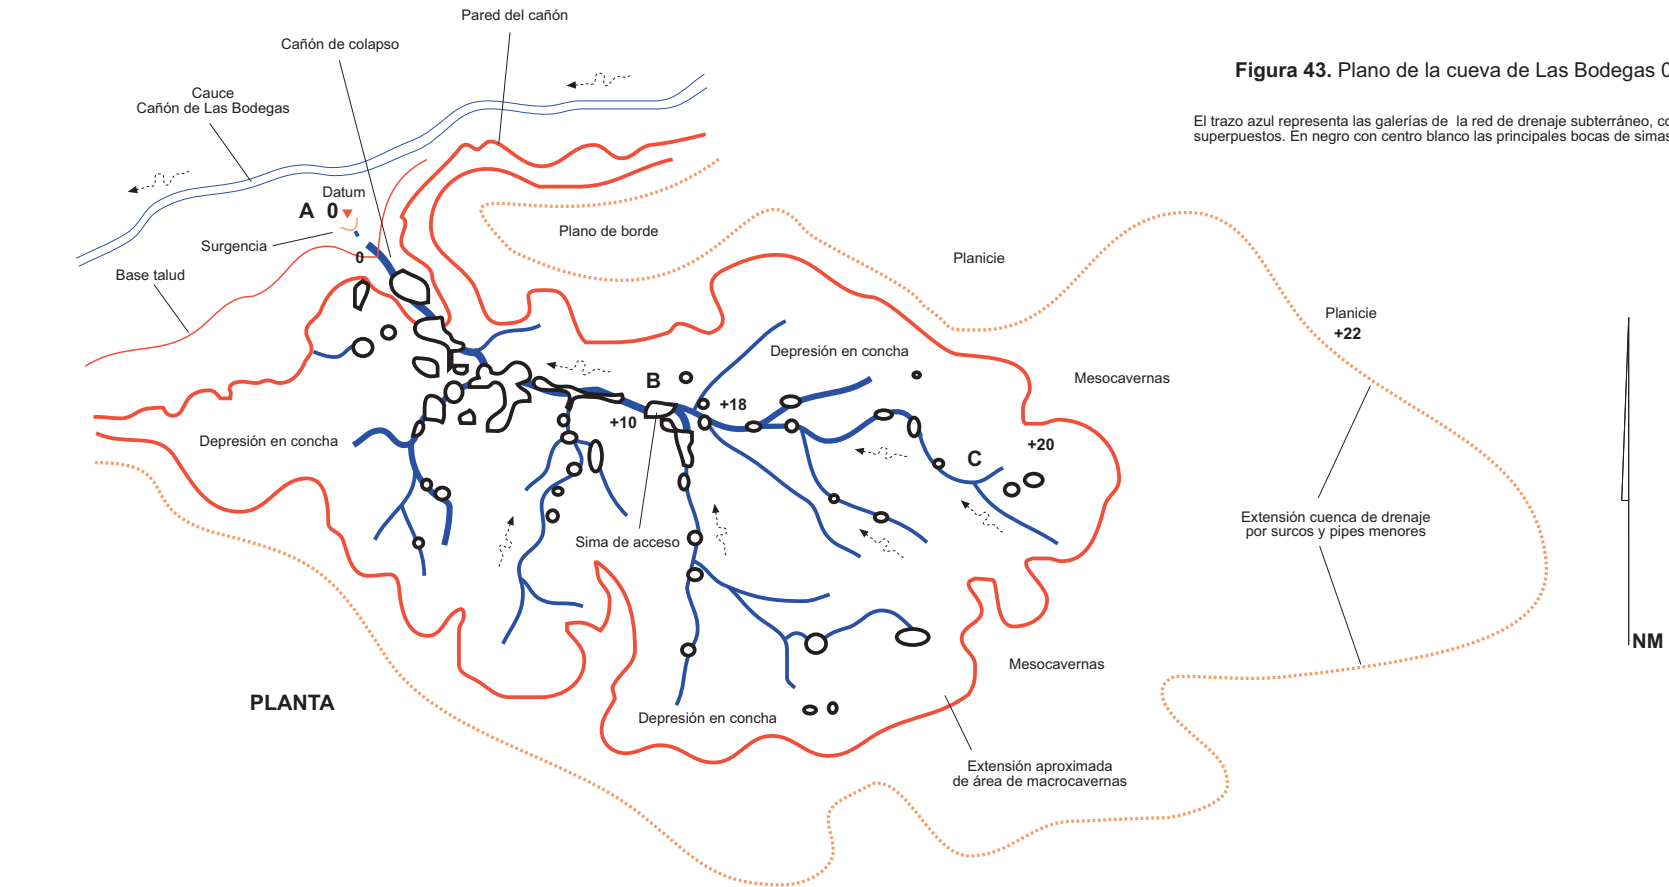 Pared del cañón
Cañón de colapso
Figura 43. Plano de la cueva de Las Bodegas
Cauce
Cañón de Las Bodegas
El trazo azul representa las galerías de la red de drenaje subterráneo,
superpuestos. En negro con centro blanco las principales bocas de simas
Datum
A 0
Surgencia
0
Base talud
Plano de borde
Planicie
Planicie
+22
Depresión en concha
Mesocavernas
B
+18
+10
Depresión en concha
+20
C
Extensión cuenca de drenaje
por surcos y pipes menores
Sima de acceso
NM
Mesocavernas
PLANTA
Depresión en concha
Extensión aproximada
de área de macrocavernas